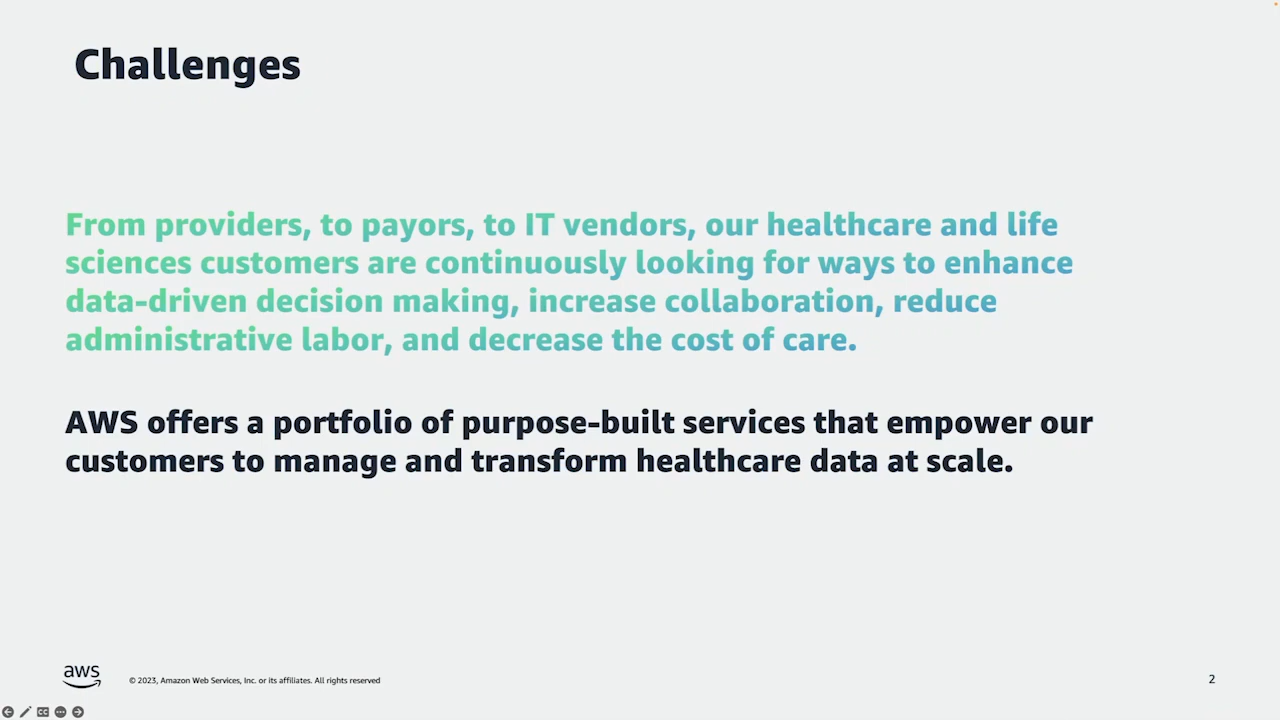 Challenges
From providers, to payors, to IT vendors, our healthcare and life
sciences customers are continuously looking for ways to enhance
data-driven decision making, increase collaboration, reduce
administrative labor, and decrease the cost of care.
AWS offers a portfolio of purpose-built services that empower our
customers to manage and transform healthcare data at scale.
aws
© 2023, Amazon Web Services, Inc. or its affiliates. All rights reserved
2
CC